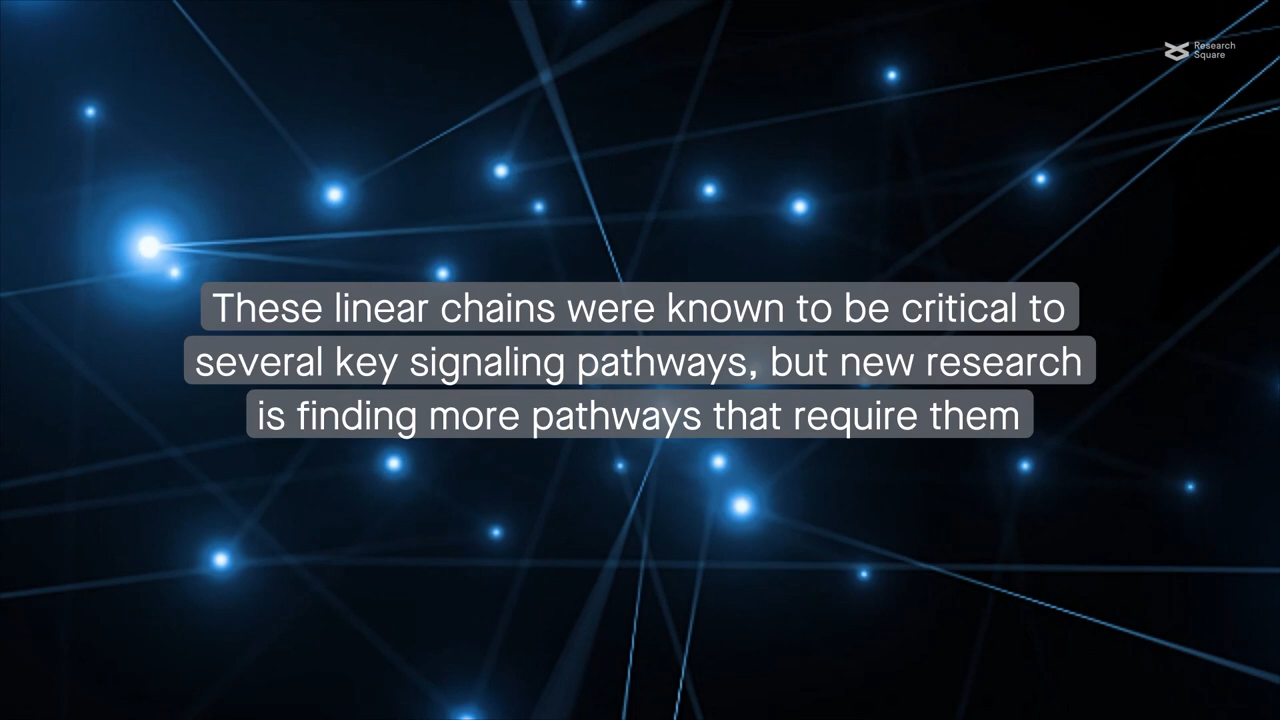 Research
Square
These linear chains were known to be critical to
several key signaling pathways, but new research
is finding more pathways that require them